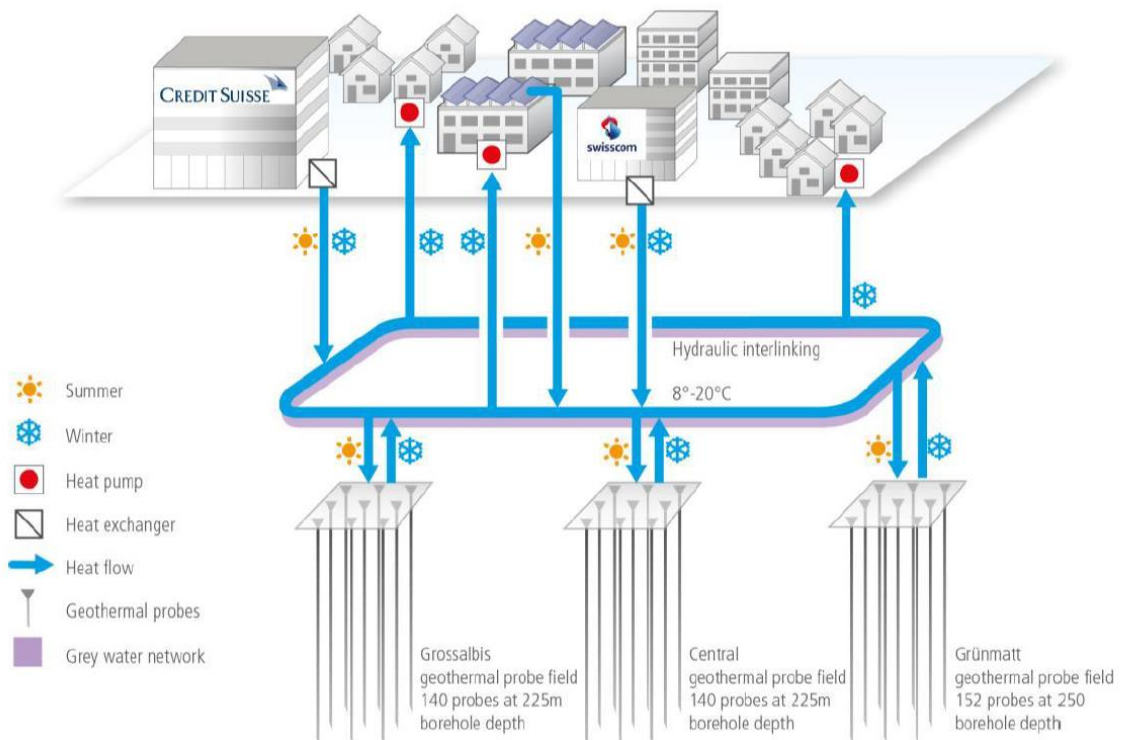 CREDIT SUISSE
swisscom
Hydraulic interlinking
8°-20°C
Summer
Winter
Heat pump
Heat exchanger
Heat flow
Geothermal probes
Grey water network
Grossalbis
geothermal probe field
140 probes at 225m
borehole depth
Central
geothermal probe field
140 probes at 225m
borehole depth
Grünmatt
geothermal probe field
152 probes at 250
borehole depth